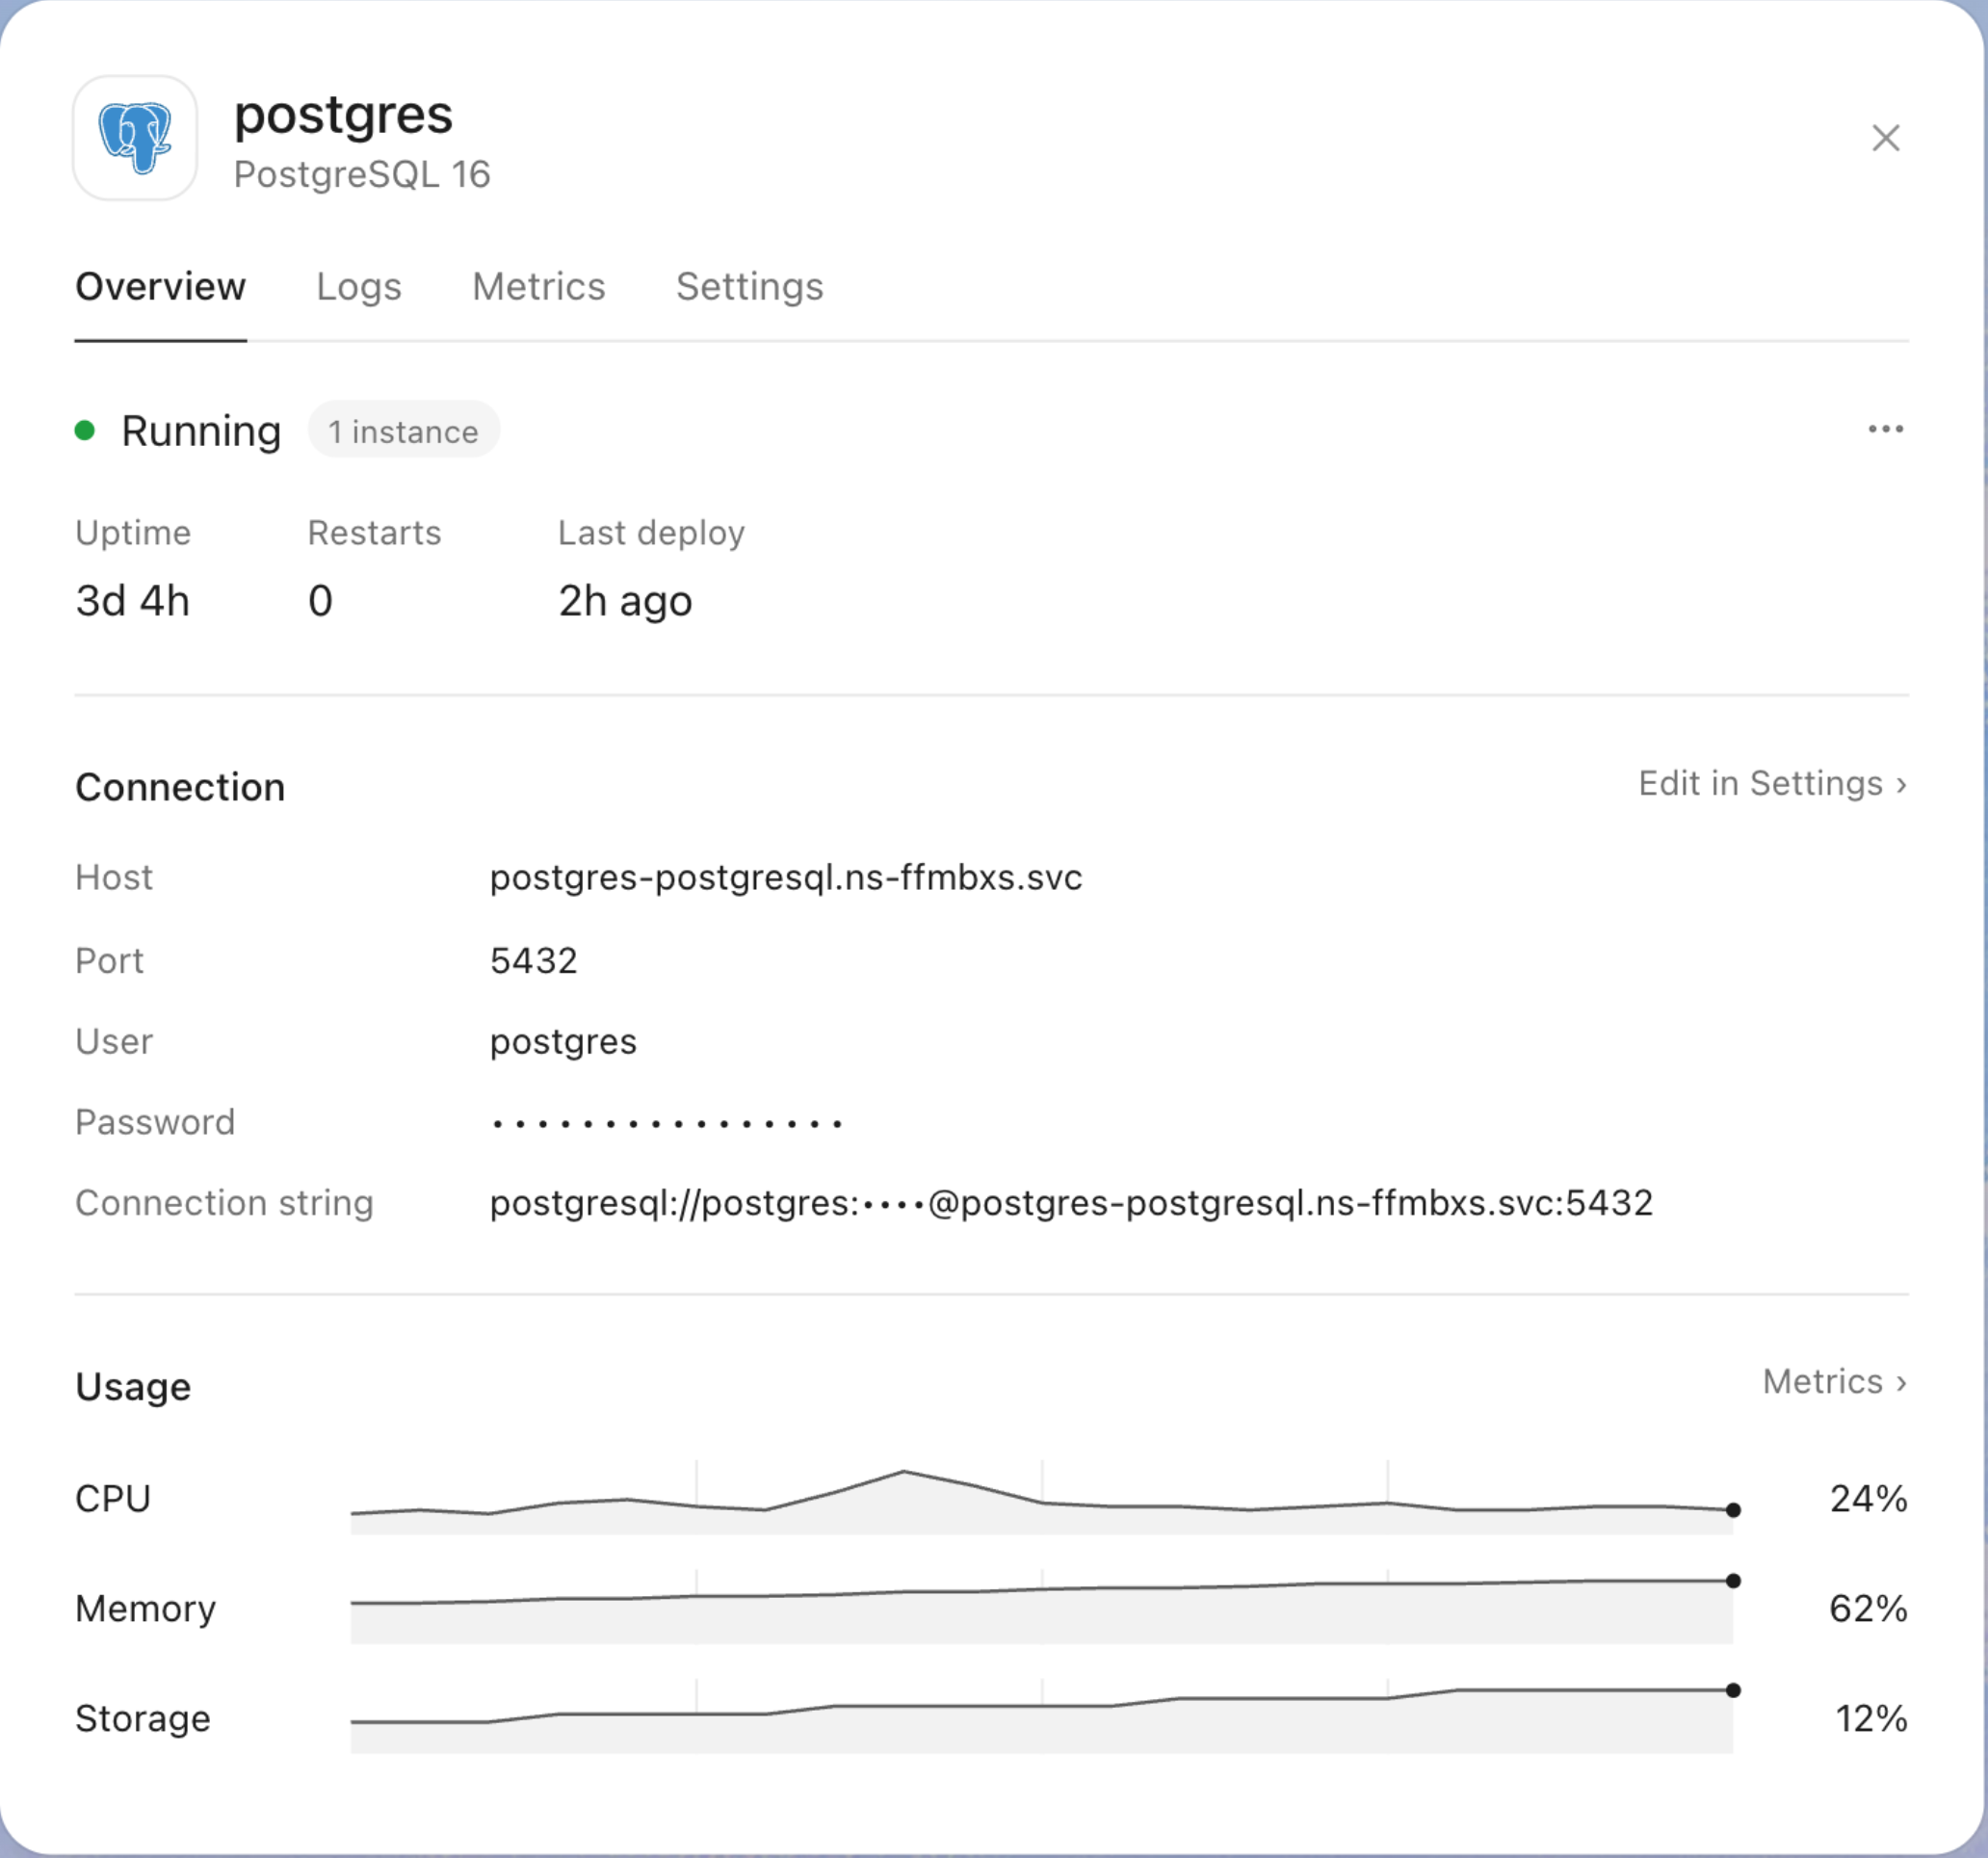 postgres
PostgreSQL 16
Overview Logs Metrics Settings
Running 1 instance
Uptime Restarts Last deploy
3d 4h 0 2h ago
Connection Edit in Settings ›
Host postgres-postgresql.ns-ffmbxs.svc
Port 5432
User postgres
Password ••••••••••••••••
Connection string postgresql://postgres:••••@postgres-postgresql.ns-ffmbxs.svc:5432
Usage Metrics ›
CPU 24%
Memory 62%
Storage 12%